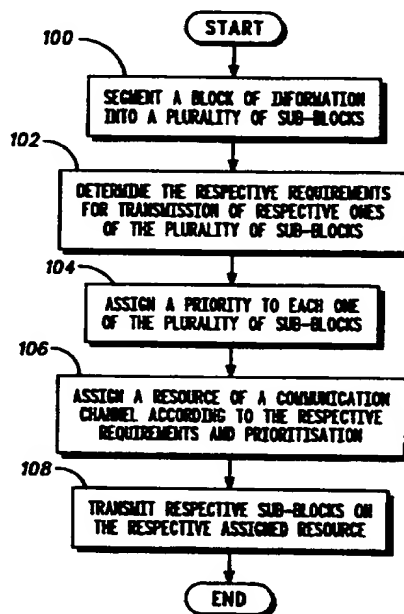 START
100
SEGMENT A BLOCK OF INFORMATION
INTO A PLURALITY OF SUB-BLOCKS
102
DETERMINE THE RESPECTIVE REQUIREMENTS
FOR TRANSMISSION OF RESPECTIVE ONES
OF THE PLURALITY OF SUB-BLOCKS
104
ASSIGN A PRIORITY TO EACH ONE
OF THE PLURALITY OF SUB-BLOCKS
106
ASSIGN A RESOURCE OF A COMMUNICATION
CHANNEL ACCORDING TO THE RESPECTIVE
REQUIREMENTS AND PRIORITISATION
108
TRANSMIT RESPECTIVE SUB-BLOCKS ON
THE RESPECTIVE ASSIGNED RESOURCE
END